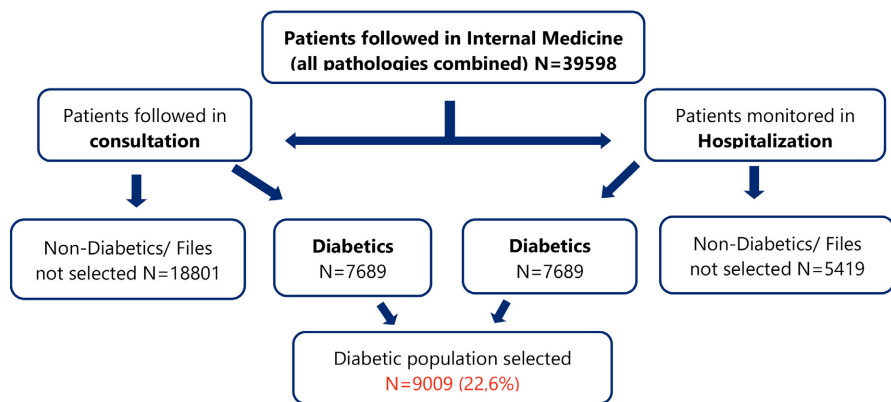 Patients followed in Internal Medicine
(all pathologies combined) N=39598
Patients followed in
consultation
Patients monitored in
Hospitalization
Non-Diabetics/ Files
not selected N=18801
Diabetics
N=7689
Diabetics
N=7689
Non-Diabetics/ Files
not selected N=5419
Diabetic population selected
N=9009 (22,6%)